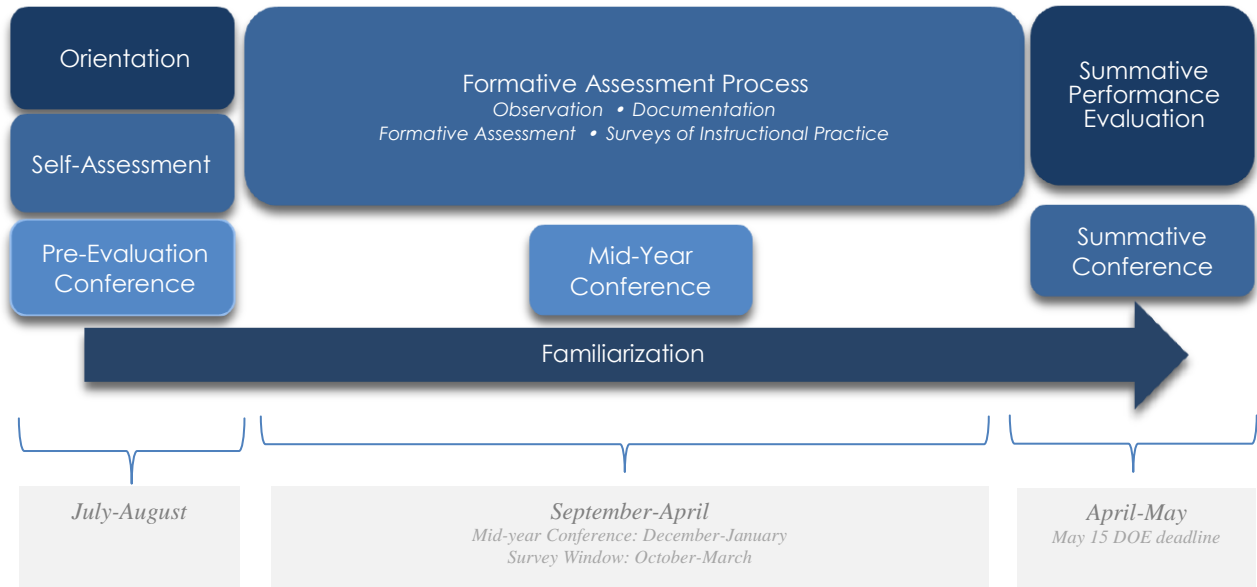 Orientation
Self-Assessment
Pre-Evaluation
Conference
Formative Assessment Process
Observation • Documentation
Formative Assessment • Surveys of Instructional Practice
Mid-Year
Conference
Summative
Performance
Evaluation
Summative
Conference
Familiarization
July-August
September-April
Mid-year Conference: December-January
Survey Window: October-March
April-May
May 15 DOE deadline